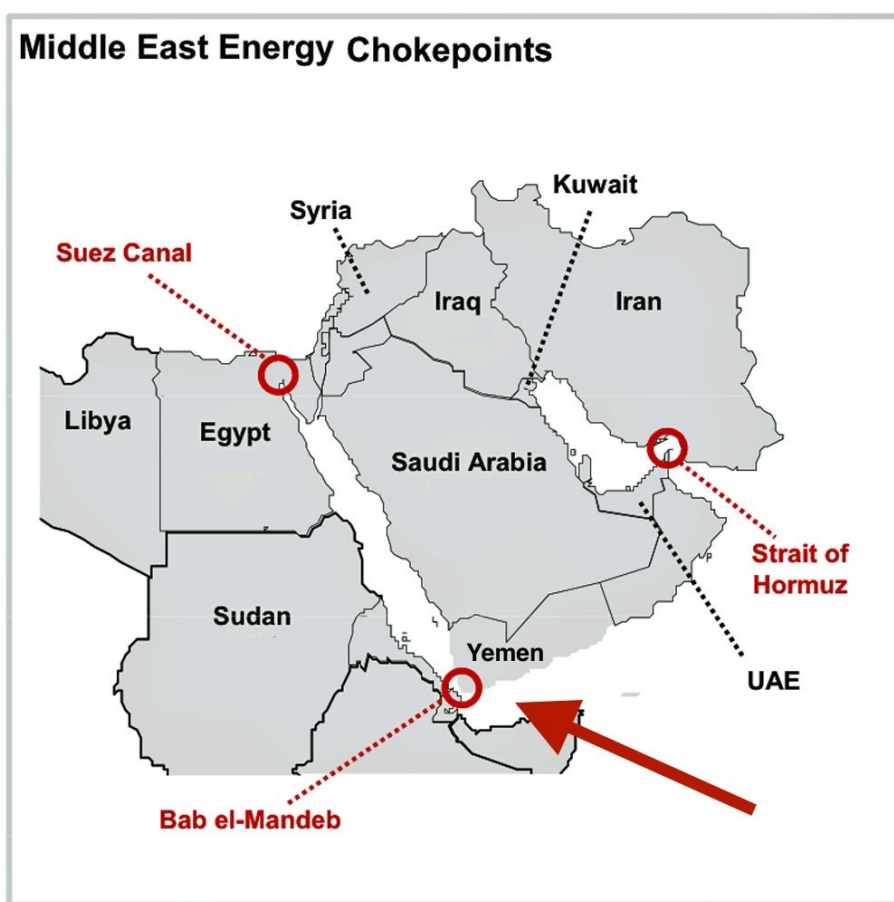 Middle East Energy Chokepoints
Kuwait
Syria
Suez Canal
Iraq
Iran
Libya
Egypt
Saudi Arabia
Strait of
Hormuz
Sudan
Yemen
UAE
Bab el-Mandeb